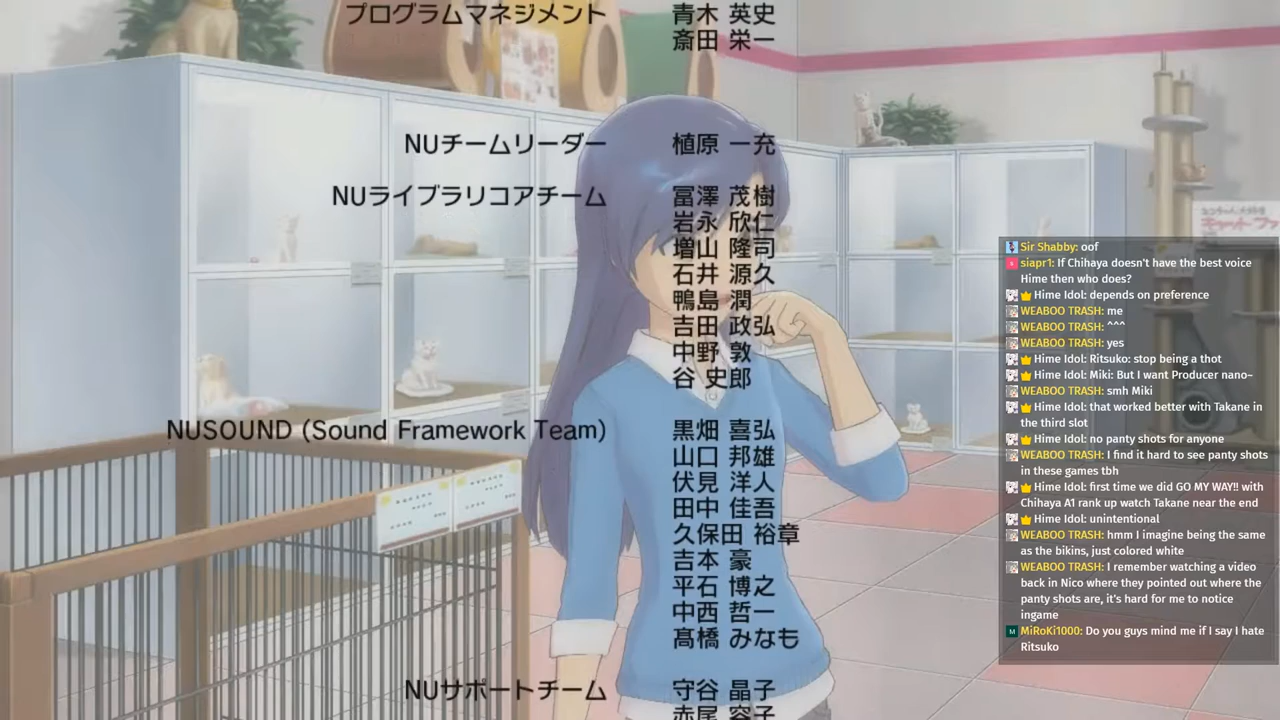 プログラムマネジメント 青木 英史
斎田 栄一
NUチームリーダー 植原 一充
NUライブラリコアチーム 冨澤 茂樹
岩永 欣仁
増山 隆司
石井 源久
鴨島 潤
吉田 政弘
中野 敦
谷 史郎
NUSOUND (Sound Framework Team) 黒畑 喜弘
山口 邦雄
伏見 洋人
田中 佳吾
久保田 裕章
吉本 豪
平石 博之
中西 哲一
髙橋 みなも
NUサポートチーム 守谷 晶子
赤尾 容子
Sir Shabby: oof
siapr1: If Chihaya doesn't have the best voice
Hime then who does?
Hime Idol: depends on preference
WEABOO TRASH: me
WEABOO TRASH: ^^^
WEABOO TRASH: yes
Hime Idol: Ritsuko: stop being a thot
Hime Idol: Miki: But I want Producer nano~
WEABOO TRASH: smh Miki
Hime Idol: that worked better with Takane in
the third slot
Hime Idol: no panty shots for anyone
WEABOO TRASH: I find it hard to see panty shots
in these games tbh
Hime Idol: first time we did GO MY WAY!! with
Chihaya A1 rank up watch Takane near the end
Hime Idol: unintentional
WEABOO TRASH: hmm I imagine being the same
as the bikins, just colored white
WEABOO TRASH: I remember watching a video
back in Nico where they pointed out where the
panty shots are, it's hard for me to notice
ingame
MiRoKi1000: Do you guys mind me if I say I hate
Ritsuko